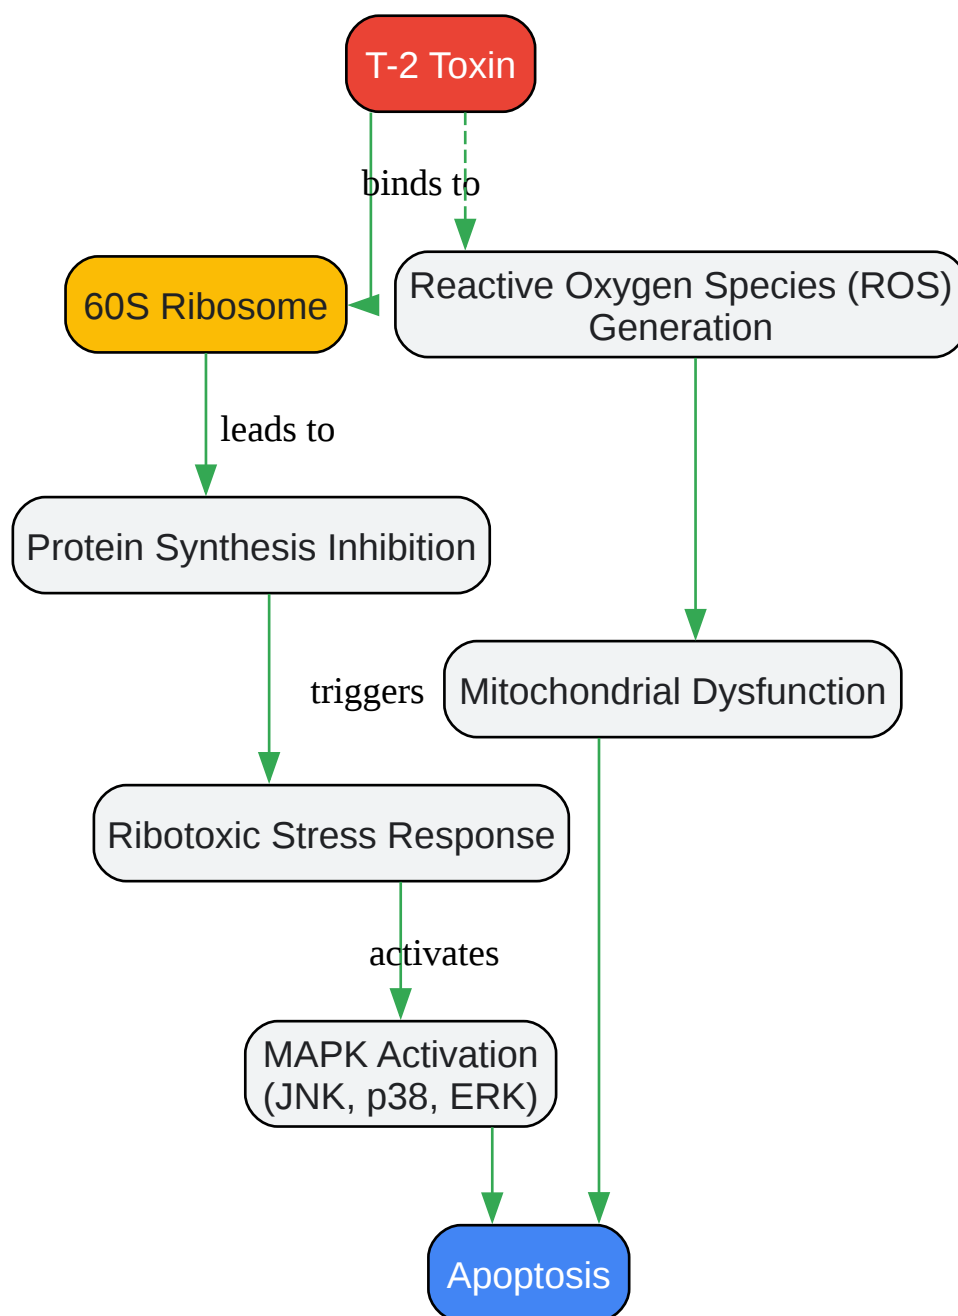 T-2 Toxin
binds to
60S Ribosome
Reactive Oxygen Species (ROS)
Generation
leads to
Protein Synthesis Inhibition
triggers
Mitochondrial Dysfunction
Ribotoxic Stress Response
activates
MAPK Activation
(JNK, p38, ERK)
Apoptosis